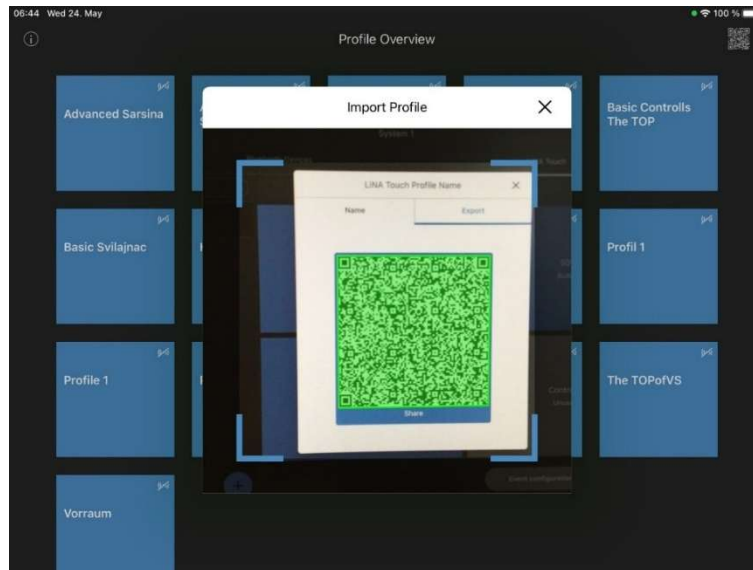 06:44 Wed 24. May
100 %
Profile Overview
Import Profile
Advanced Sarsina
Basic Controlls
The TOP
System 1
LiNA Touch Profile Name
Name
Export
Share
Basic Svilajnac
Profil 1
Profile 1
The TOPofVS
Vorraum